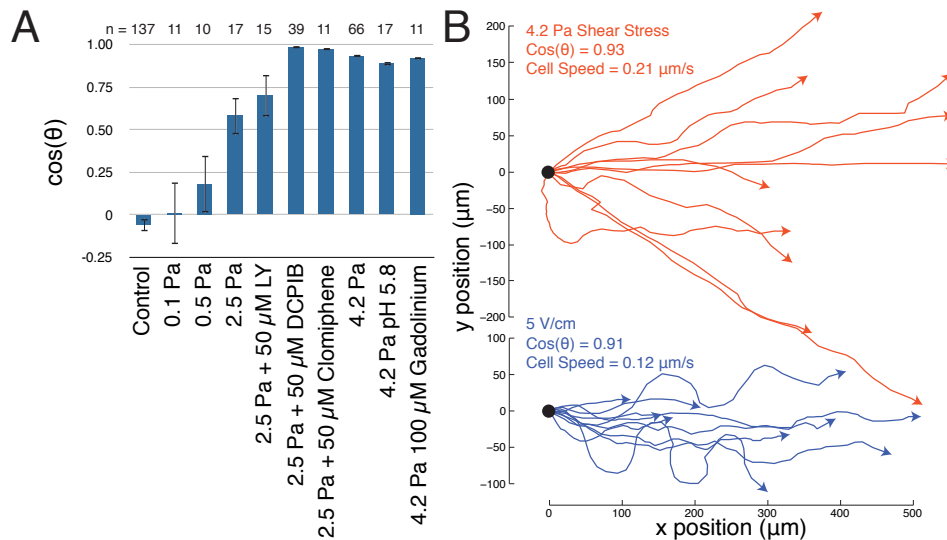 A
n = 137 11 10 17 15 39 11 66 17 11
1.00
0.75
0.50
0.25
0
-0.25
cos(θ)
Control
0.1 Pa
0.5 Pa
2.5 Pa
2.5 Pa + 50 µM LY
2.5 Pa + 50 µM DCPIB
2.5 Pa + 50 µM Clomiphene
4.2 Pa
4.2 Pa pH 5.8
4.2 Pa 100 µM Gadolinium
B
4.2 Pa Shear Stress
Cos(θ) = 0.93
Cell Speed = 0.21 µm/s
200
150
100
50
0
-50
-100
-150
-200
y position (µm)
5 V/cm
Cos(θ) = 0.91
Cell Speed = 0.12 µm/s
100
50
0
-50
-100
0 100 200 300 400 500
x position (µm)